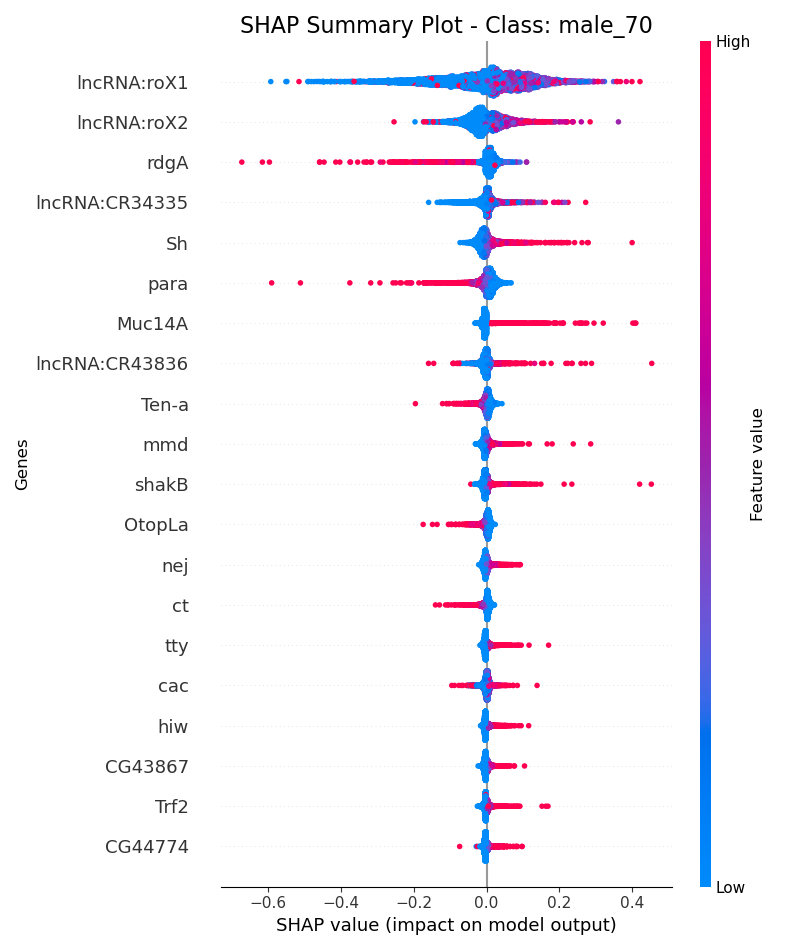 SHAP Summary Plot - Class: male_70
High
lncRNA:roX1
lncRNA:roX2
rdgA
lncRNA:CR34335
Sh
para
Muc14A
lncRNA:CR43836
Ten-a
mmd
shakB
OtopLa
nej
ct
tty
cac
hiw
CG43867
Trf2
CG44774
Genes
Feature value
Low
−0.6 −0.4 −0.2 0.0 0.2 0.4
SHAP value (impact on model output)